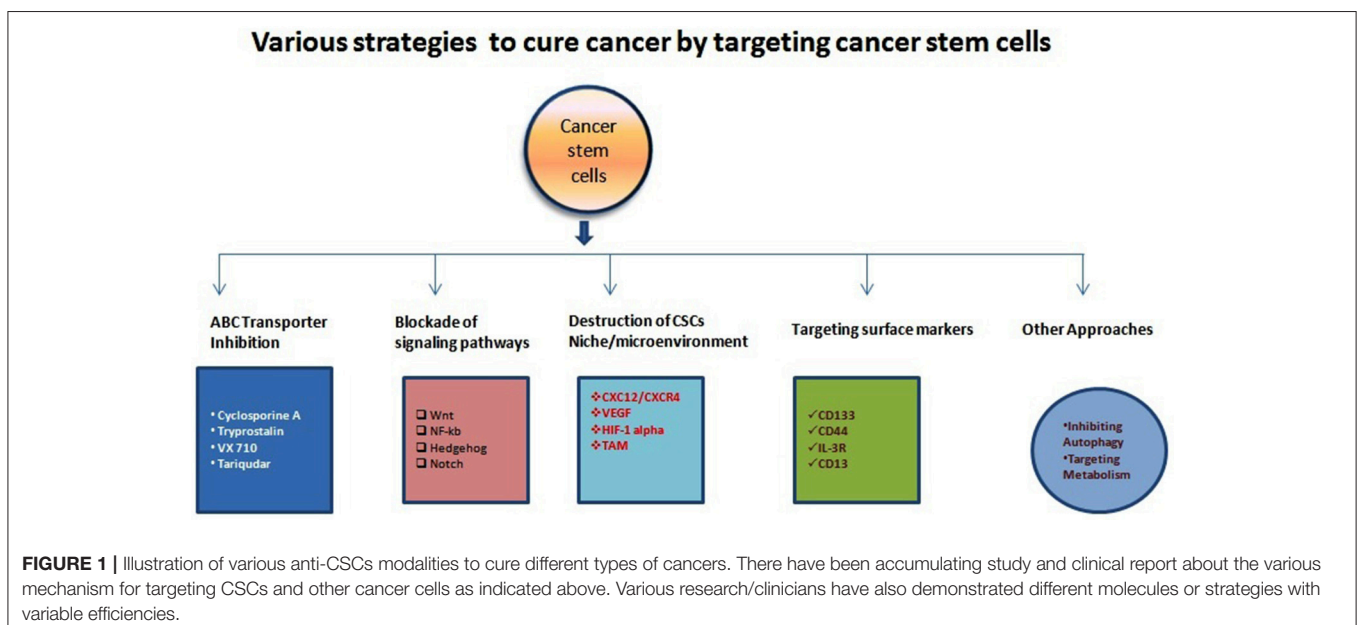 Various strategies to cure cancer by targeting cancer stem cells
Cancer
stem
cells
ABC Transporter
Inhibition
• Cyclosporine A
• Tryprostalin
• VX 710
• Tariqudar
Blockade of
signaling pathways
❑ Wnt
❑ NF-kb
❑ Hedgehog
❑ Notch
Destruction of CSCs
Niche/microenvironment
❖CXC12/CXCR4
❖VEGF
❖HIF-1 alpha
❖TAM
Targeting surface markers
✓CD133
✓CD44
✓IL-3R
✓CD13
Other Approaches
•Inhibiting
Autophagy
•Targeting
Metabolism
FIGURE 1 | Illustration of various anti-CSCs modalities to cure different types of cancers. There have been accumulating study and clinical report about the various
mechanism for targeting CSCs and other cancer cells as indicated above. Various research/clinicians have also demonstrated different molecules or strategies with
variable efficiencies.